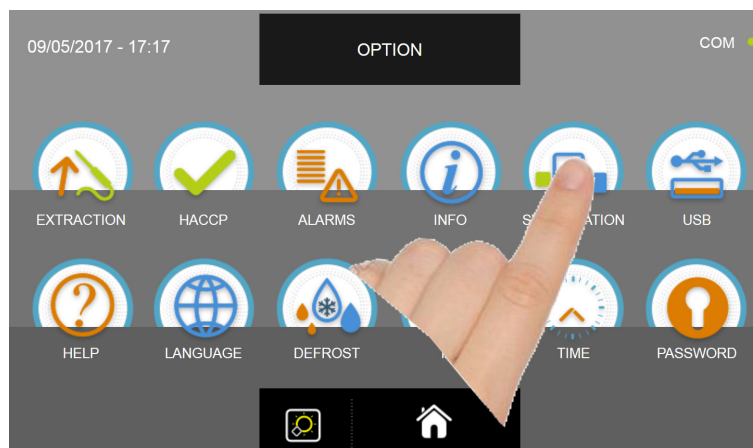 09/05/2017 - 17:17
OPTION
COM
EXTRACTION
HACCP
ALARMS
INFO
USB
HELP
LANGUAGE
DEFROST
TIME
PASSWORD